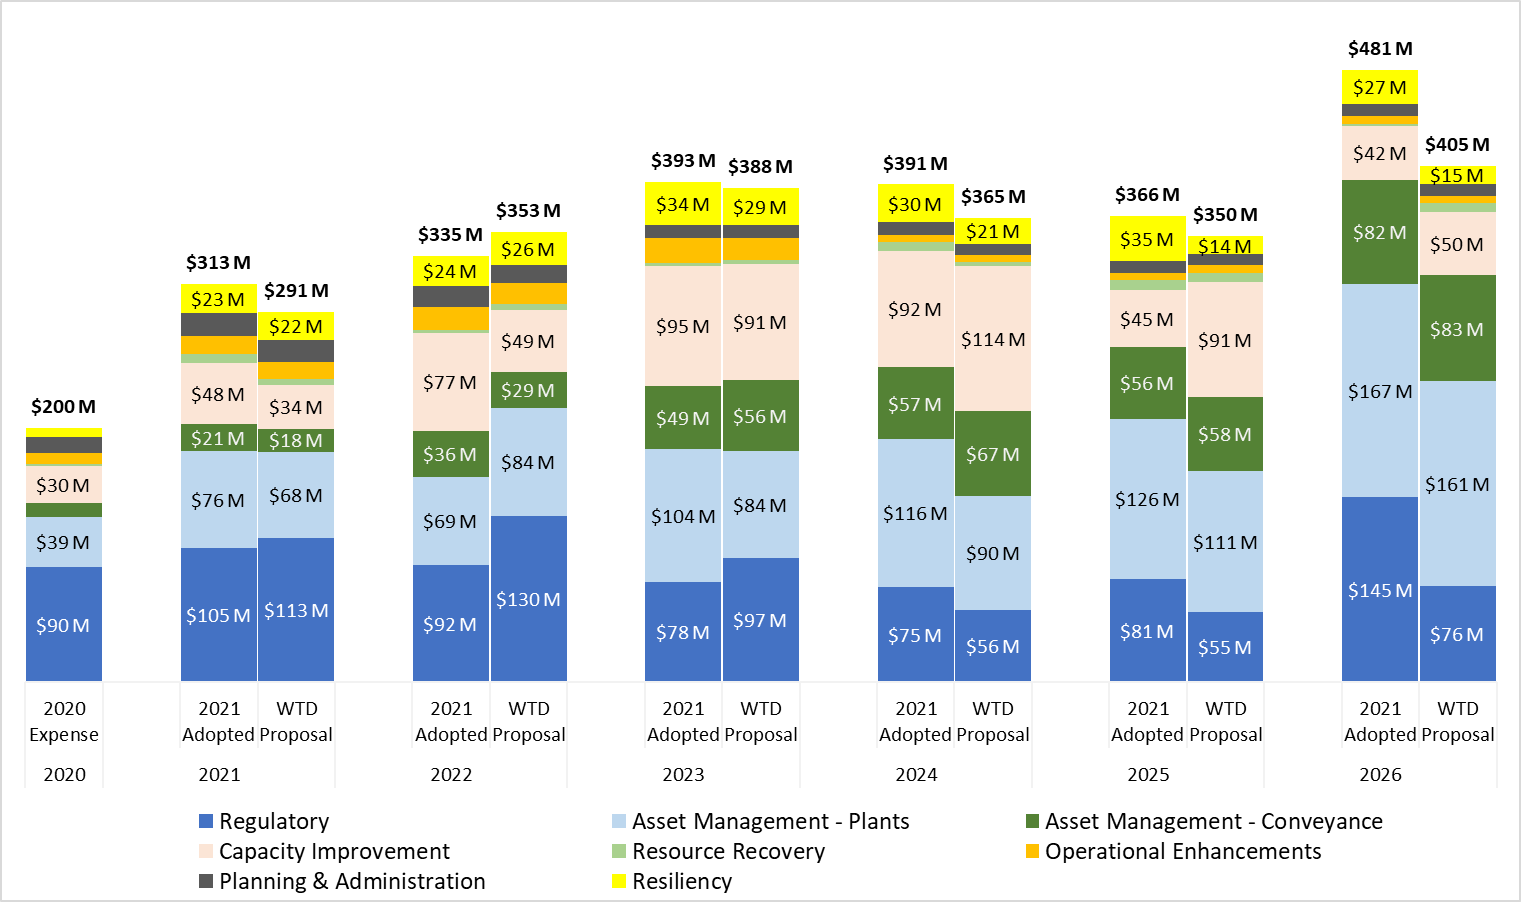 $481 M
$27 M
$42 M
$82 M
$167 M
$145 M
$405 M
$15 M
$50 M
$83 M
$161 M
$76 M
$393 M
$34 M
$95 M
$49 M
$104 M
$78 M
$388 M
$29 M
$91 M
$56 M
$84 M
$97 M
$391 M
$30 M
$92 M
$57 M
$116 M
$75 M
$365 M
$21 M
$114 M
$67 M
$90 M
$56 M
$366 M
$35 M
$45 M
$56 M
$126 M
$81 M
$350 M
$14 M
$91 M
$58 M
$111 M
$55 M
$335 M
$24 M
$77 M
$36 M
$69 M
$92 M
$353 M
$26 M
$49 M
$29 M
$84 M
$130 M
$313 M
$23 M
$48 M
$21 M
$76 M
$105 M
$291 M
$22 M
$34 M
$18 M
$68 M
$113 M
$200 M
$30 M
$39 M
$90 M
2020 Expense
2021 Adopted
WTD Proposal
2021 Adopted
WTD Proposal
2021 Adopted
WTD Proposal
2021 Adopted
WTD Proposal
2021 Adopted
WTD Proposal
2021 Adopted
WTD Proposal
2020
2021
2022
2023
2024
2025
2026
Regulatory
Asset Management - Plants
Asset Management - Conveyance
Capacity Improvement
Resource Recovery
Operational Enhancements
Planning & Administration
Resiliency